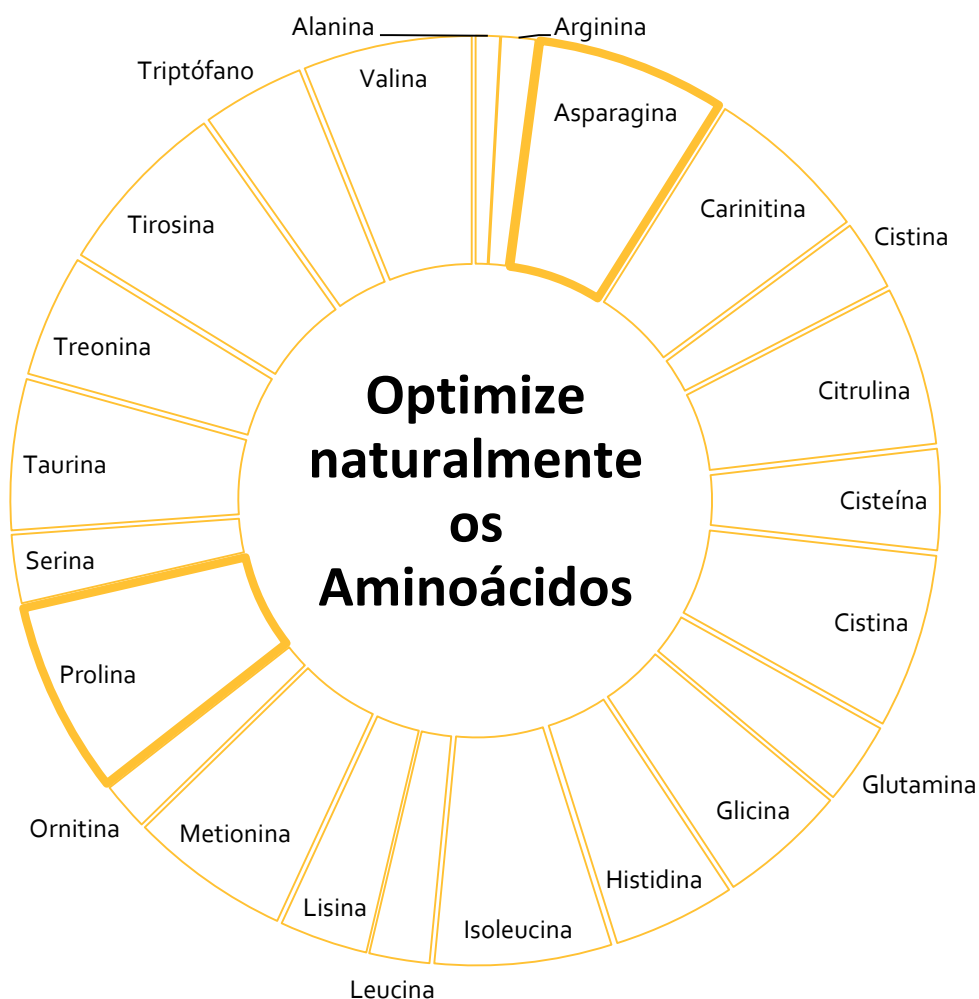 Alanina
Arginina
Asparagina
Carinitina
Cistina
Citrulina
Cisteína
Cistina
Glutamina
Glicina
Histidina
Isoleucina
Leucina
Lisina
Metionina
Ornitina
Prolina
Serina
Taurina
Treonina
Tirosina
Triptófano
Valina
Optimize
naturalmente
os
Aminoácidos